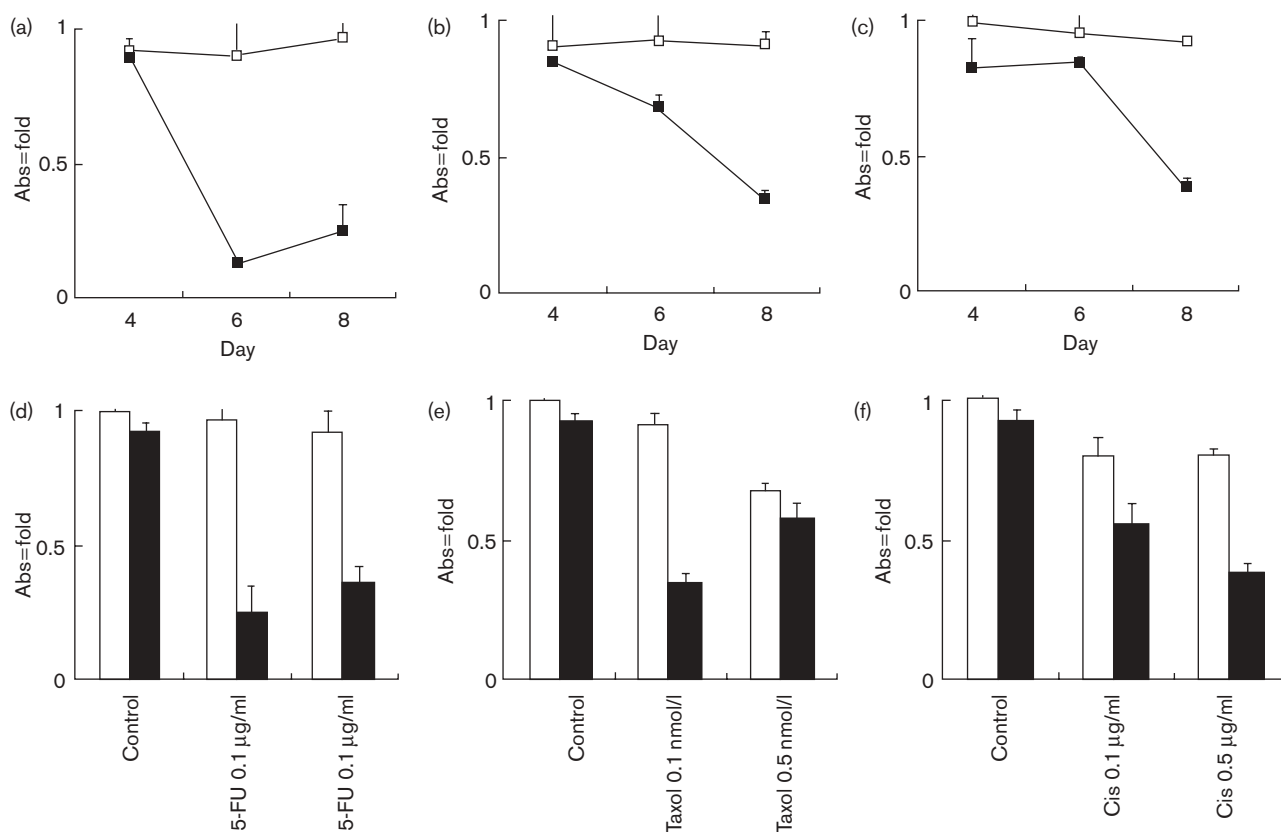 (a)
1
0.5
0
Abs=fold
4 6 8
Day
(b)
1
0.5
0
Abs=fold
4 6 8
Day
(c)
1
0.5
0
Abs=fold
4 6 8
Day
(d)
1
0.5
0
Abs=fold
Control
5-FU 0.1 µg/ml
5-FU 0.1 µg/ml
(e)
1
0.5
0
Abs=fold
Control
Taxol 0.1 nmol/l
Taxol 0.5 nmol/l
(f)
1
0.5
0
Abs=fold
Control
Cis 0.1 µg/ml
Cis 0.5 µg/ml